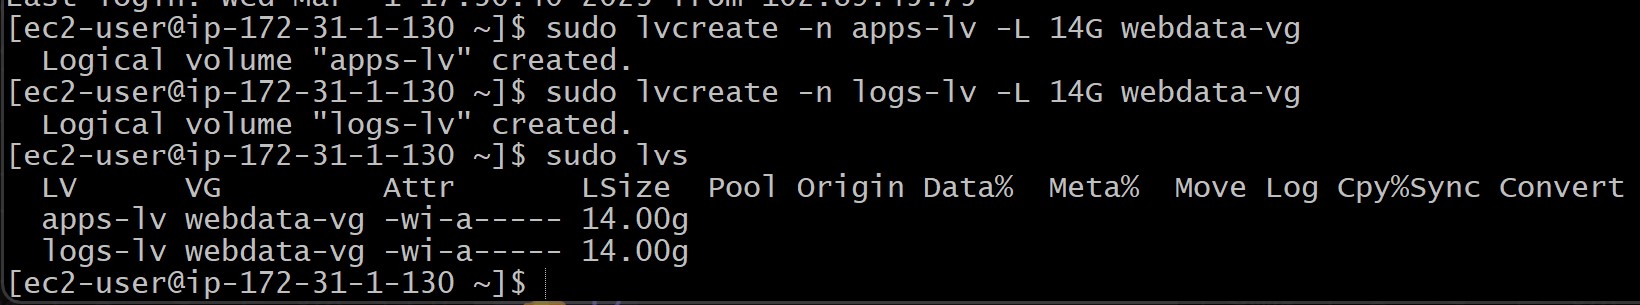 [ec2-user@ip-172-31-1-130 ~]$ sudo lvcreate -n apps-lv -L 14G webdata-vg
  Logical volume "apps-lv" created.
[ec2-user@ip-172-31-1-130 ~]$ sudo lvcreate -n logs-lv -L 14G webdata-vg
  Logical volume "logs-lv" created.
[ec2-user@ip-172-31-1-130 ~]$ sudo lvs
  LV      VG         Attr       LSize  Pool Origin Data%  Meta%  Move Log Cpy%Sync Convert
  apps-lv webdata-vg -wi-a----- 14.00g
  logs-lv webdata-vg -wi-a----- 14.00g
[ec2-user@ip-172-31-1-130 ~]$